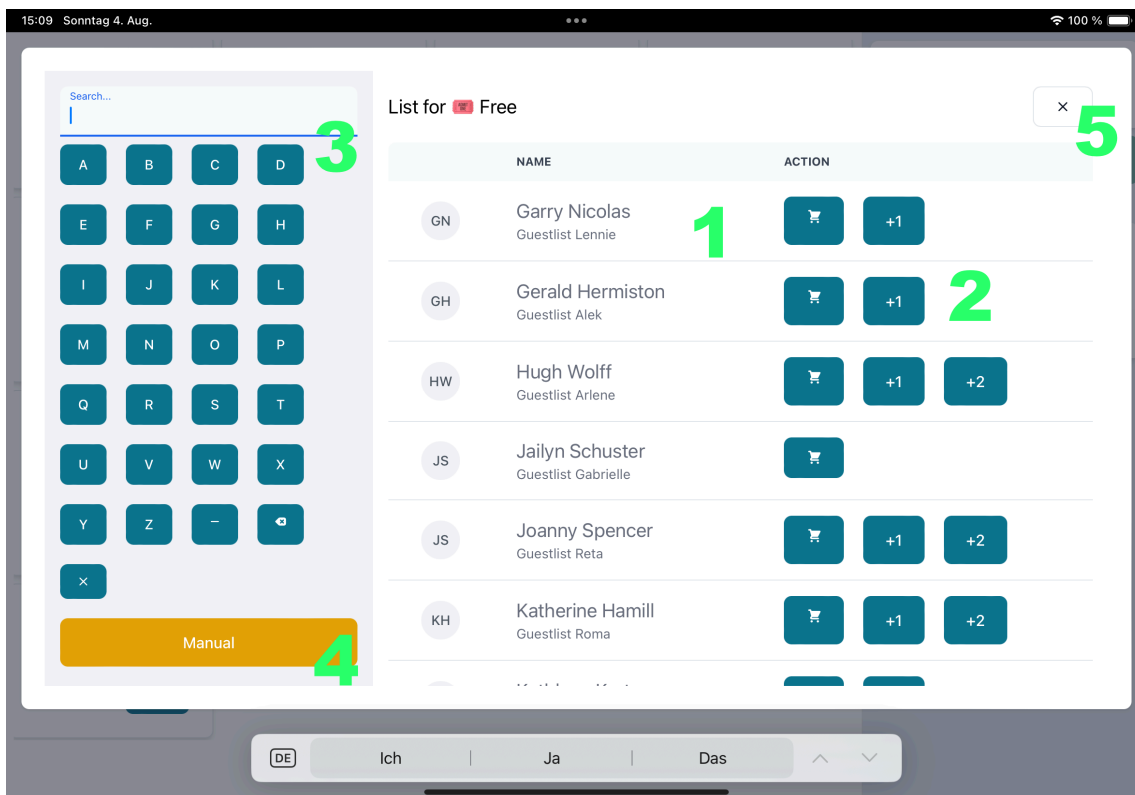 15:09 Sonntag 4. Aug.
100 %
Search...
3
A B C D
E F G H
I J K L
M N O P
Q R S T
U V W X
Y Z –
×
Manual
4
List for Free
×
5
NAME ACTION
GN Garry Nicolas +1
Guestlist Lennie
1
GH Gerald Hermiston +1
Guestlist Alek
2
HW Hugh Wolff +1 +2
Guestlist Arlene
JS Jailyn Schuster
Guestlist Gabrielle
JS Joanny Spencer +1 +2
Guestlist Reta
KH Katherine Hamill +1 +2
Guestlist Roma
DE Ich Ja Das